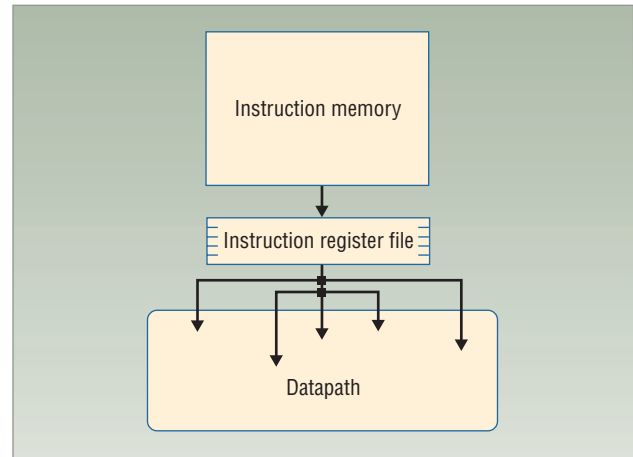 Instruction memory
Instruction register file
Datapath